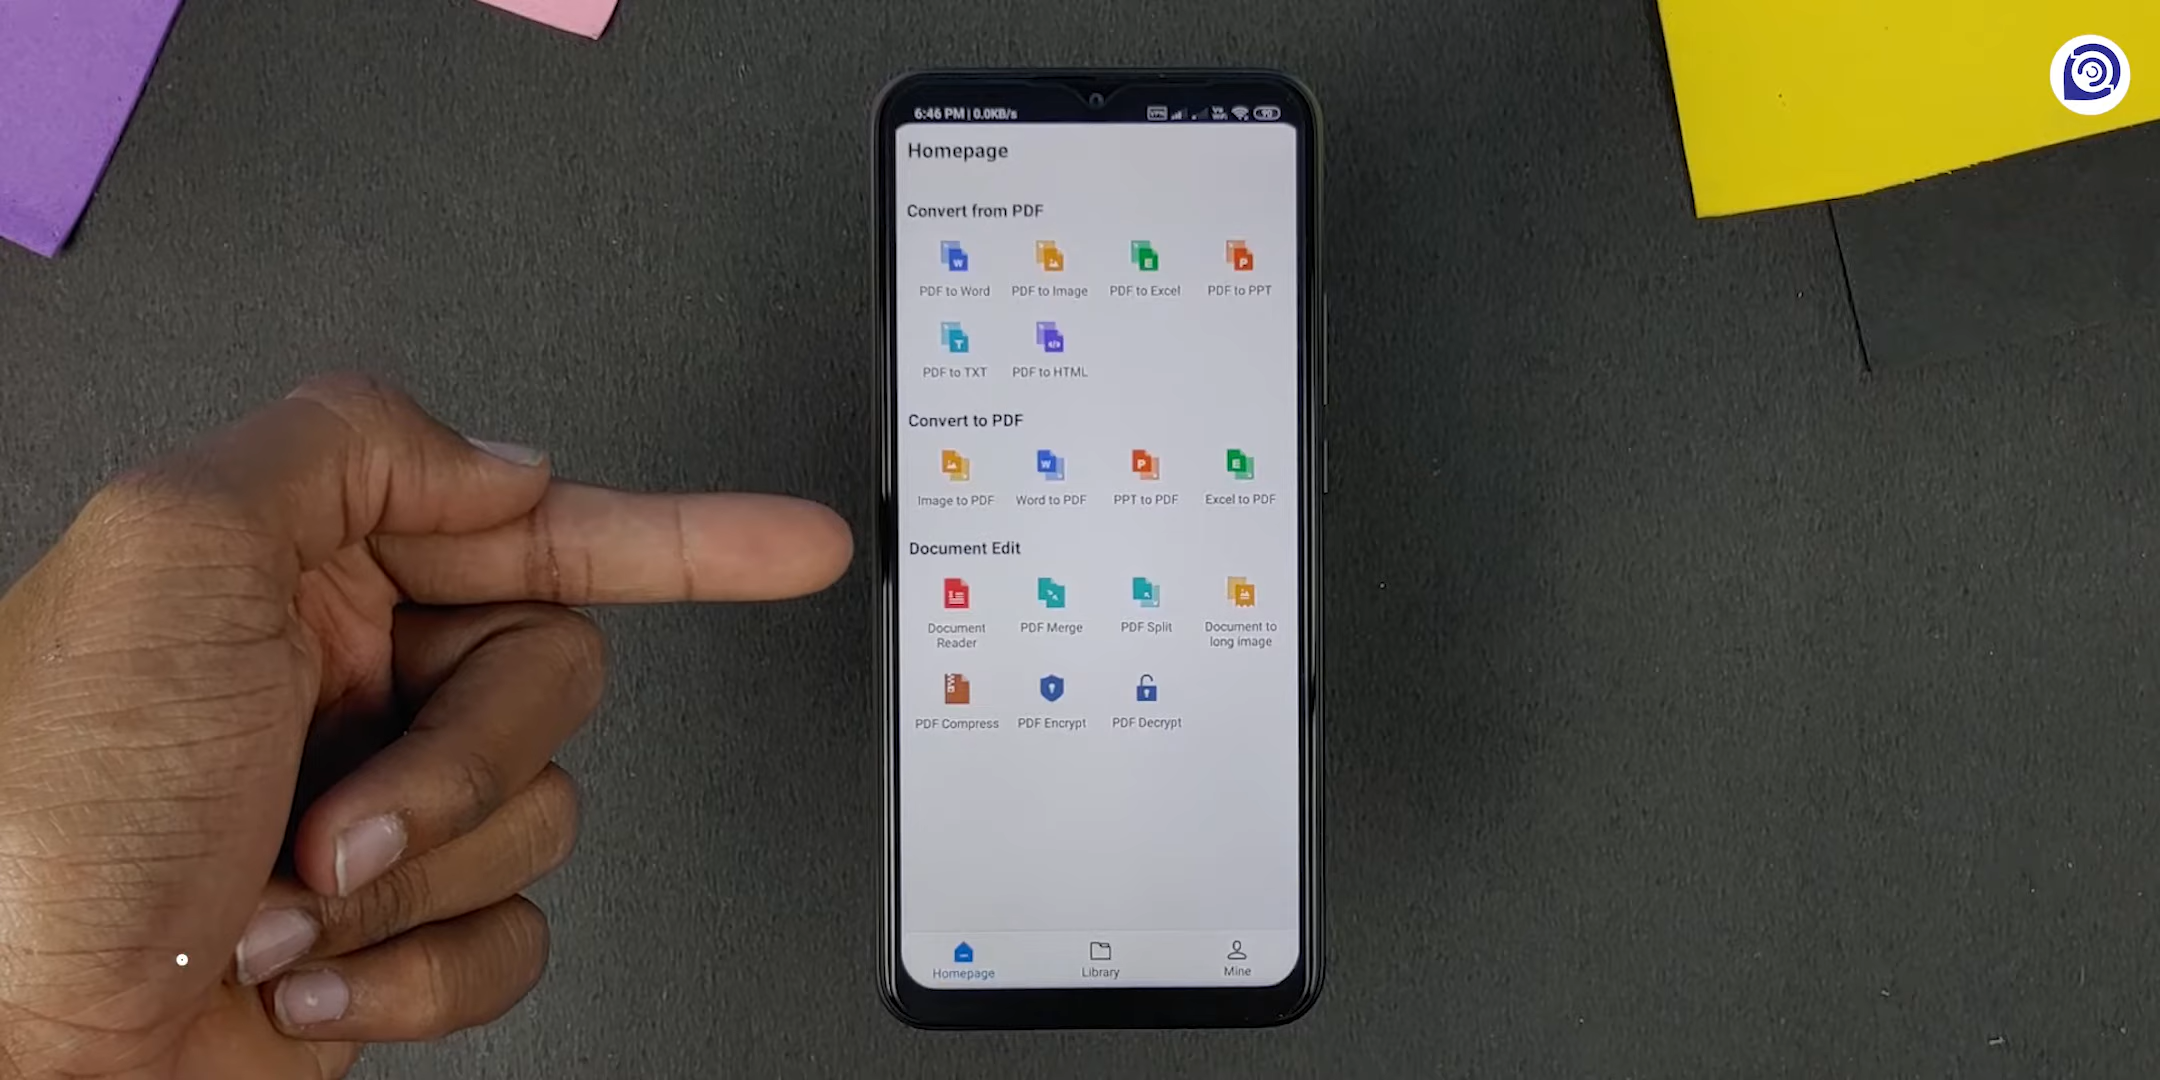 6:46 PM | 0.0KB/s
90
Homepage
Convert from PDF
PDF to Word PDF to Image PDF to Excel PDF to PPT
PDF to TXT PDF to HTML
Convert to PDF
Image to PDF Word to PDF PPT to PDF Excel to PDF
Document Edit
Document Reader PDF Merge PDF Split Document to long image
PDF Compress PDF Encrypt PDF Decrypt
Homepage Library Mine